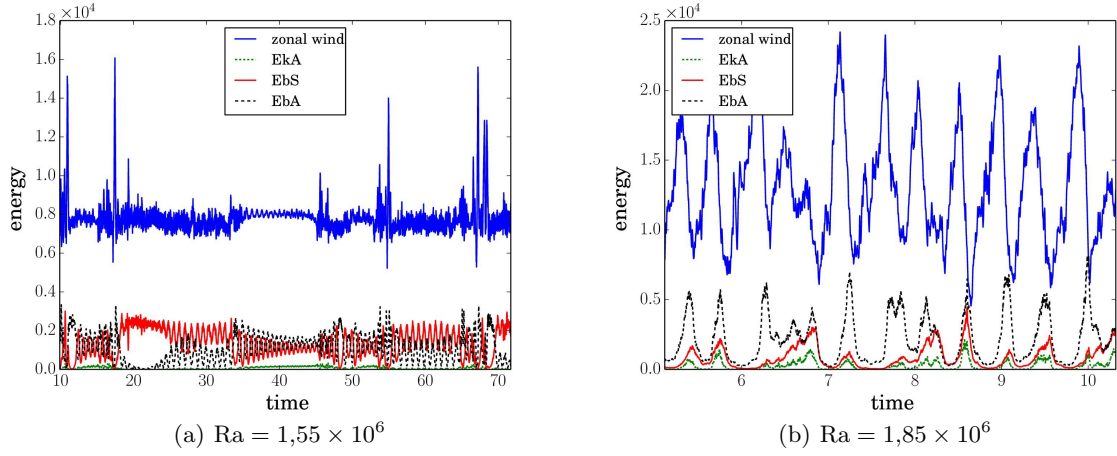 1.8 ×10⁴
1.6
1.4
1.2
1.0
0.8
0.6
0.4
0.2
0.0
energy
10 20 30 40 50 60 70
time
zonal wind
EkA
EbS
EbA
(a) Ra = 1,55 × 10⁶
2.5 ×10⁴
2.0
1.5
1.0
0.5
0.0
energy
6 7 8 9 10
time
zonal wind
EkA
EbS
EbA
(b) Ra = 1,85 × 10⁶